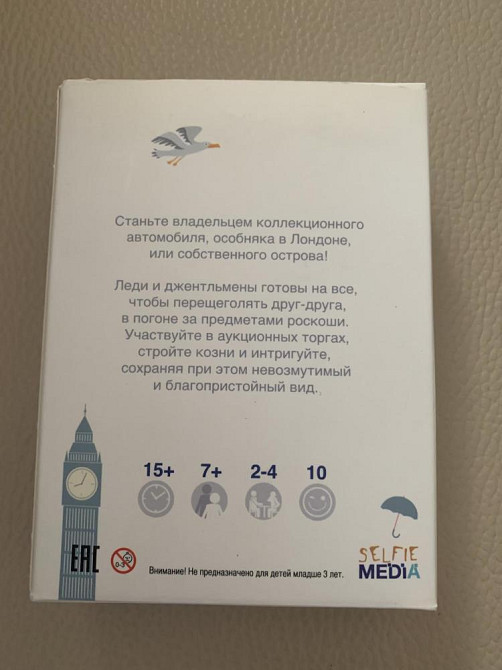 Станьте владельцем коллекционного
автомобиля, особняка в Лондоне,
или собственного острова!
Леди и джентльмены готовы на все,
чтобы перещеголять друг-друга,
в погоне за предметами роскоши.
Участвуйте в аукционных торгах,
стройте козни и интригуйте,
сохраняя при этом невозмутимый
и благопристойный вид.
15+ 7+ 2-4 10
EAC 0-3
Внимание! Не предназначено для детей младше 3 лет.
SELFIE
MEDIA